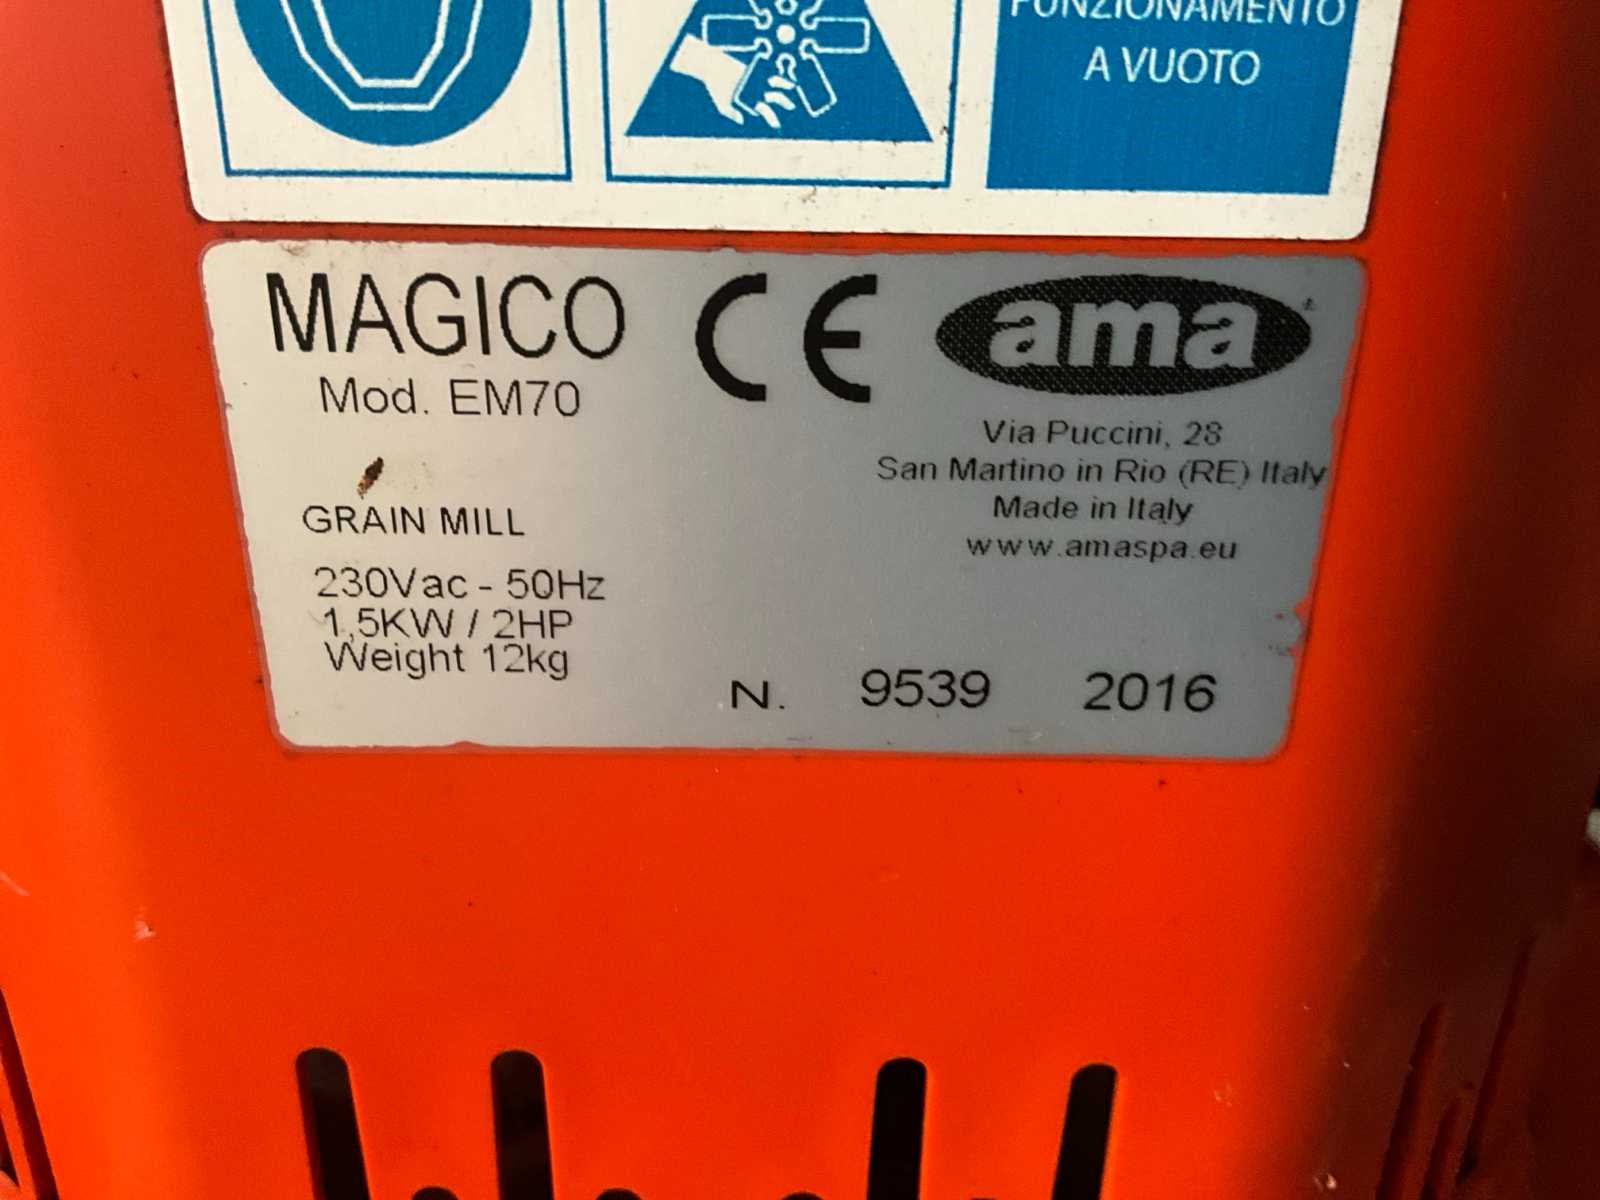 FUNZIONAMENTO
A VUOTO
MAGICO
Mod. EM70
GRAIN MILL
230Vac - 50Hz
1,5KW / 2HP
Weight 12kg
CE
ama
Via Puccini, 28
San Martino in Rio (RE) Italy
Made in Italy
www.amaspa.eu
N. 9539 2016